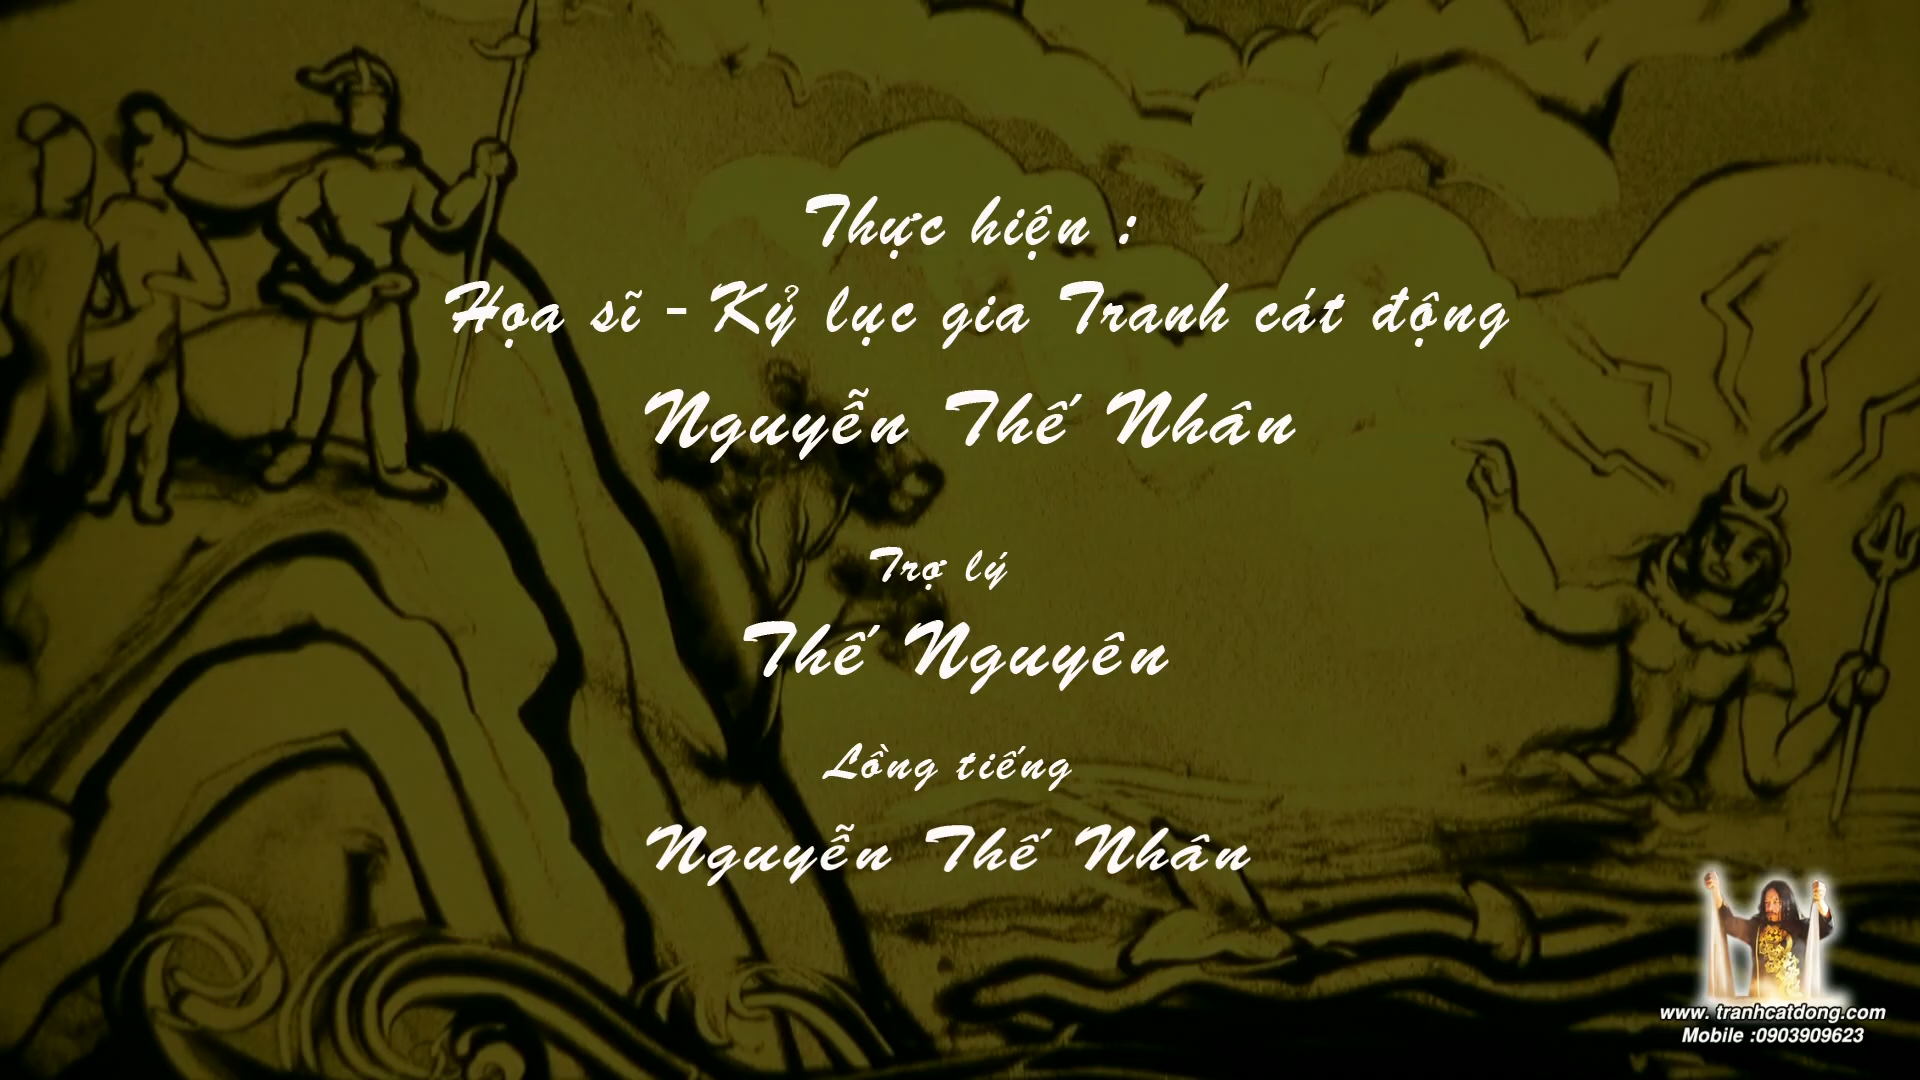 Thực hiện :
Họa sĩ - Kỷ lục gia Tranh cát động
Nguyễn Thế Nhân
Trợ lý
Thế Nguyên
Lồng tiếng
Nguyễn Thế Nhân
www. tranhcatdong.com
Mobile :0903909623